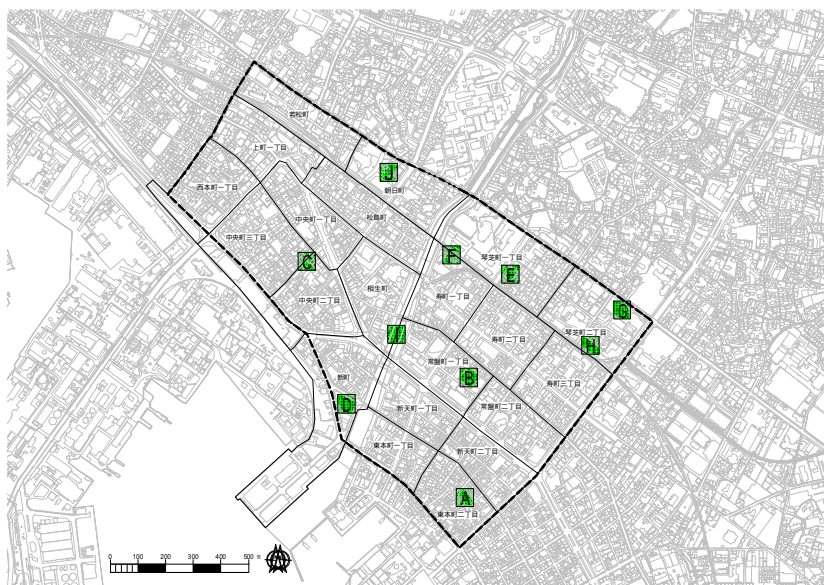 若松町
上町一丁目
J
朝日町
西本町一丁目
中央町一丁目
松島町
中央町三丁目
C
F
琴芝町一丁目
E
相生町
中央町二丁目
寿町一丁目
G
琴芝町二丁目
I
寿町二丁目
H
常盤町一丁目
新町
B
寿町三丁目
D
新天町一丁目
常盤町二丁目
東本町一丁目
新天町二丁目
A
東本町二丁目
0 100 200 300 400 500 m